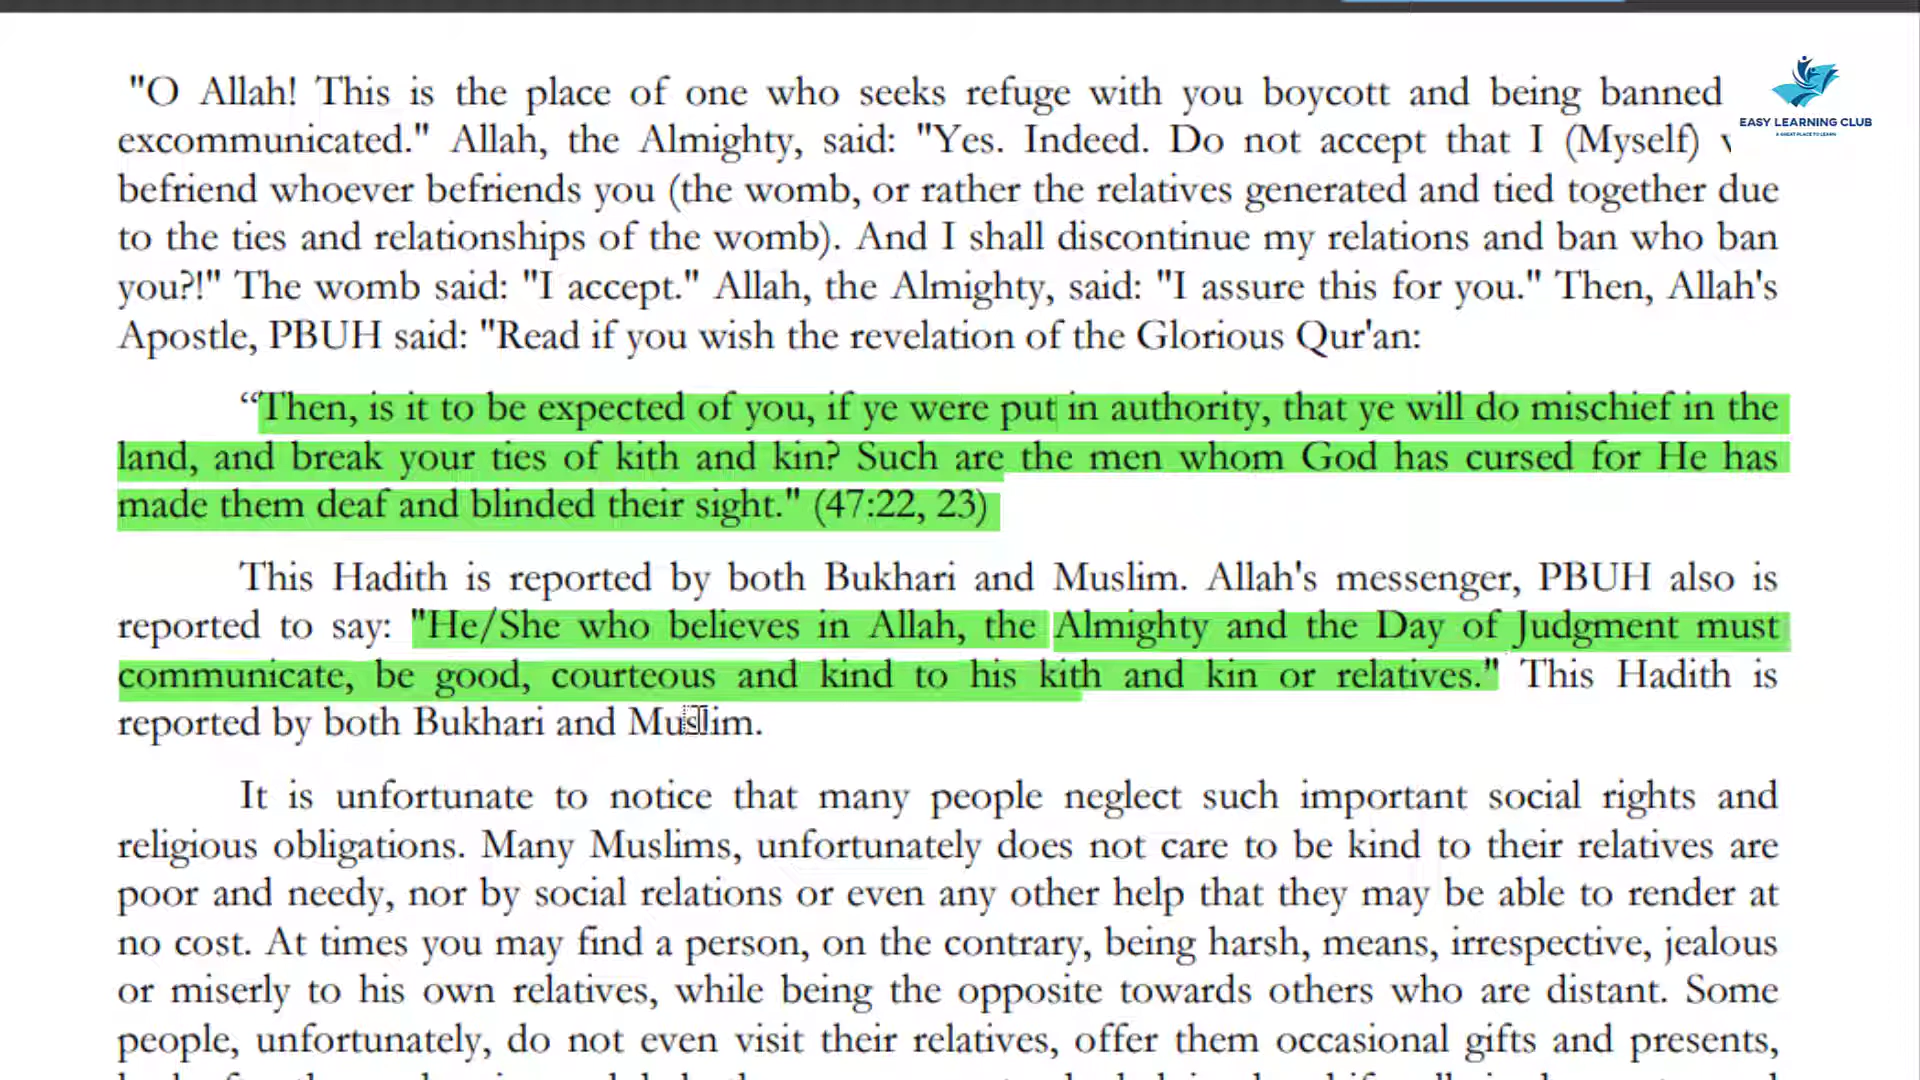 "O Allah! This is the place of one who seeks refuge with you boycott and being banned
excommunicated." Allah, the Almighty, said: "Yes. Indeed. Do not accept that I (Myself)
befriend whoever befriends you (the womb, or rather the relatives generated and tied together due
to the ties and relationships of the womb). And I shall discontinue my relations and ban who ban
you?!" The womb said: "I accept." Allah, the Almighty, said: "I assure this for you." Then, Allah's
Apostle, PBUH said: "Read if you wish the revelation of the Glorious Qur'an:
“Then, is it to be expected of you, if ye were put in authority, that ye will do mischief in the
land, and break your ties of kith and kin? Such are the men whom God has cursed for He has
made them deaf and blinded their sight." (47:22, 23)
This Hadith is reported by both Bukhari and Muslim. Allah's messenger, PBUH also is
reported to say: "He/She who believes in Allah, the Almighty and the Day of Judgment must
communicate, be good, courteous and kind to his kith and kin or relatives." This Hadith is
reported by both Bukhari and Muslim.
It is unfortunate to notice that many people neglect such important social rights and
religious obligations. Many Muslims, unfortunately does not care to be kind to their relatives are
poor and needy, nor by social relations or even any other help that they may be able to render at
no cost. At times you may find a person, on the contrary, being harsh, means, irrespective, jealous
or miserly to his own relatives, while being the opposite towards others who are distant. Some
people, unfortunately, do not even visit their relatives, offer them occasional gifts and presents,
EASY LEARNING CLUB
A GREAT PLACE TO LEARN